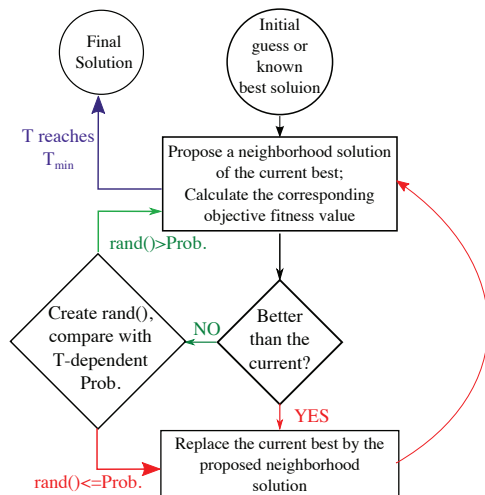 Final
Solution
Initial
guess or
known
best soluion
T reaches
T_min
Propose a neighborhood solution
of the current best;
Calculate the corresponding
objective fitness value
rand()>Prob.
Create rand(),
compare with
T-dependent
Prob.
NO
Better
than the
current?
YES
Replace the current best by the
proposed neighborhood
solution
rand()<=Prob.